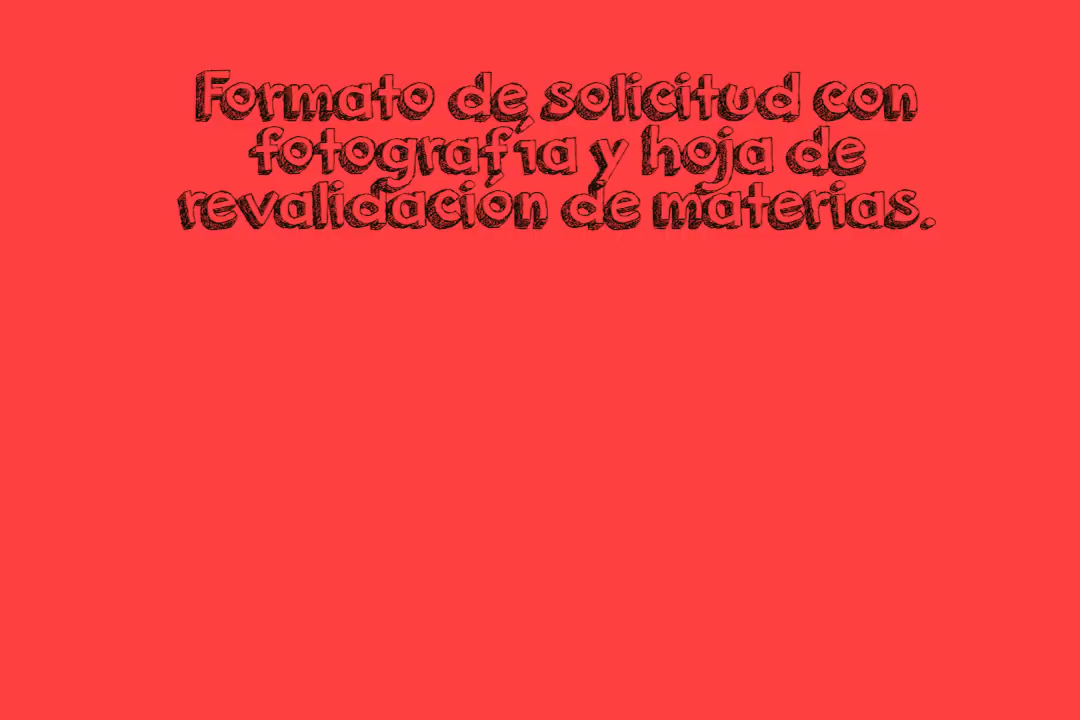 Formato de solicitud con
fotografía y hoja de
revalidación de materias.